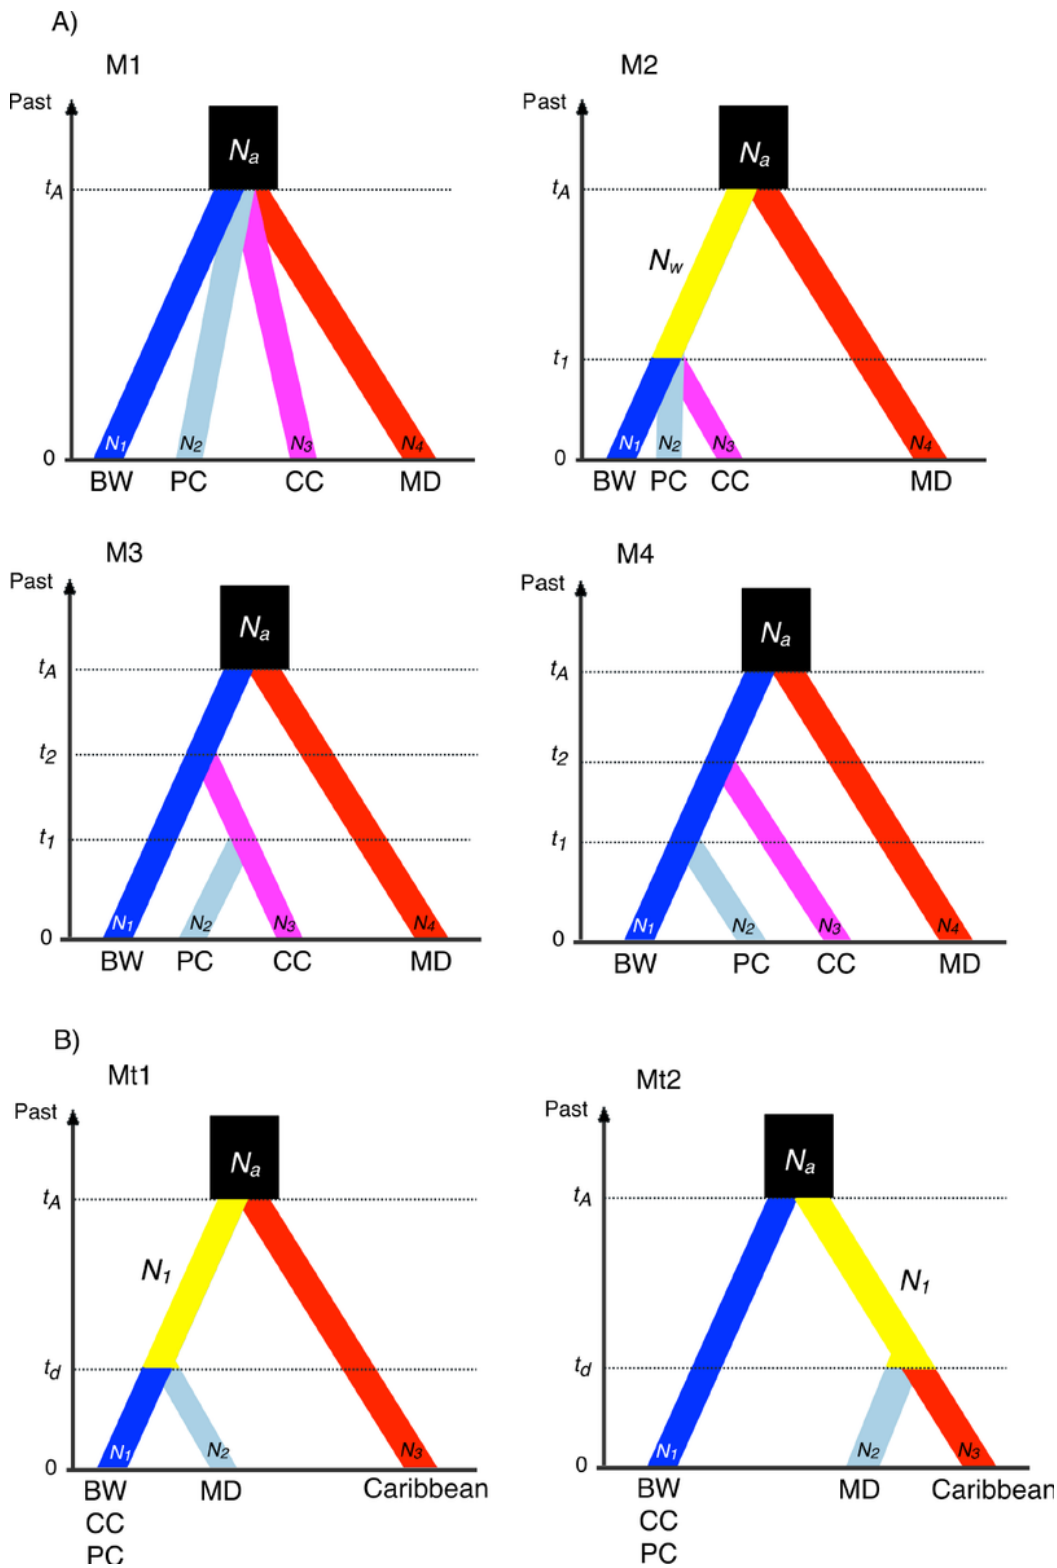 A)
M1
Past
Na
tA
0
N1 N2 N3 N4
BW PC CC MD
M2
Past
Na
tA
Nw
t1
0
N1 N2 N3 N4
BW PC CC MD
M3
Past
Na
tA
t2
t1
0
N1 N2 N3 N4
BW PC CC MD
M4
Past
Na
tA
t2
t1
0
N1 N2 N3 N4
BW PC CC MD
B)
Mt1
Past
Na
tA
N1
td
0
N1 N2 N3
BW MD Caribbean
CC
PC
Mt2
Past
Na
tA
N1
td
0
N1 N2 N3
BW MD Caribbean
CC
PC